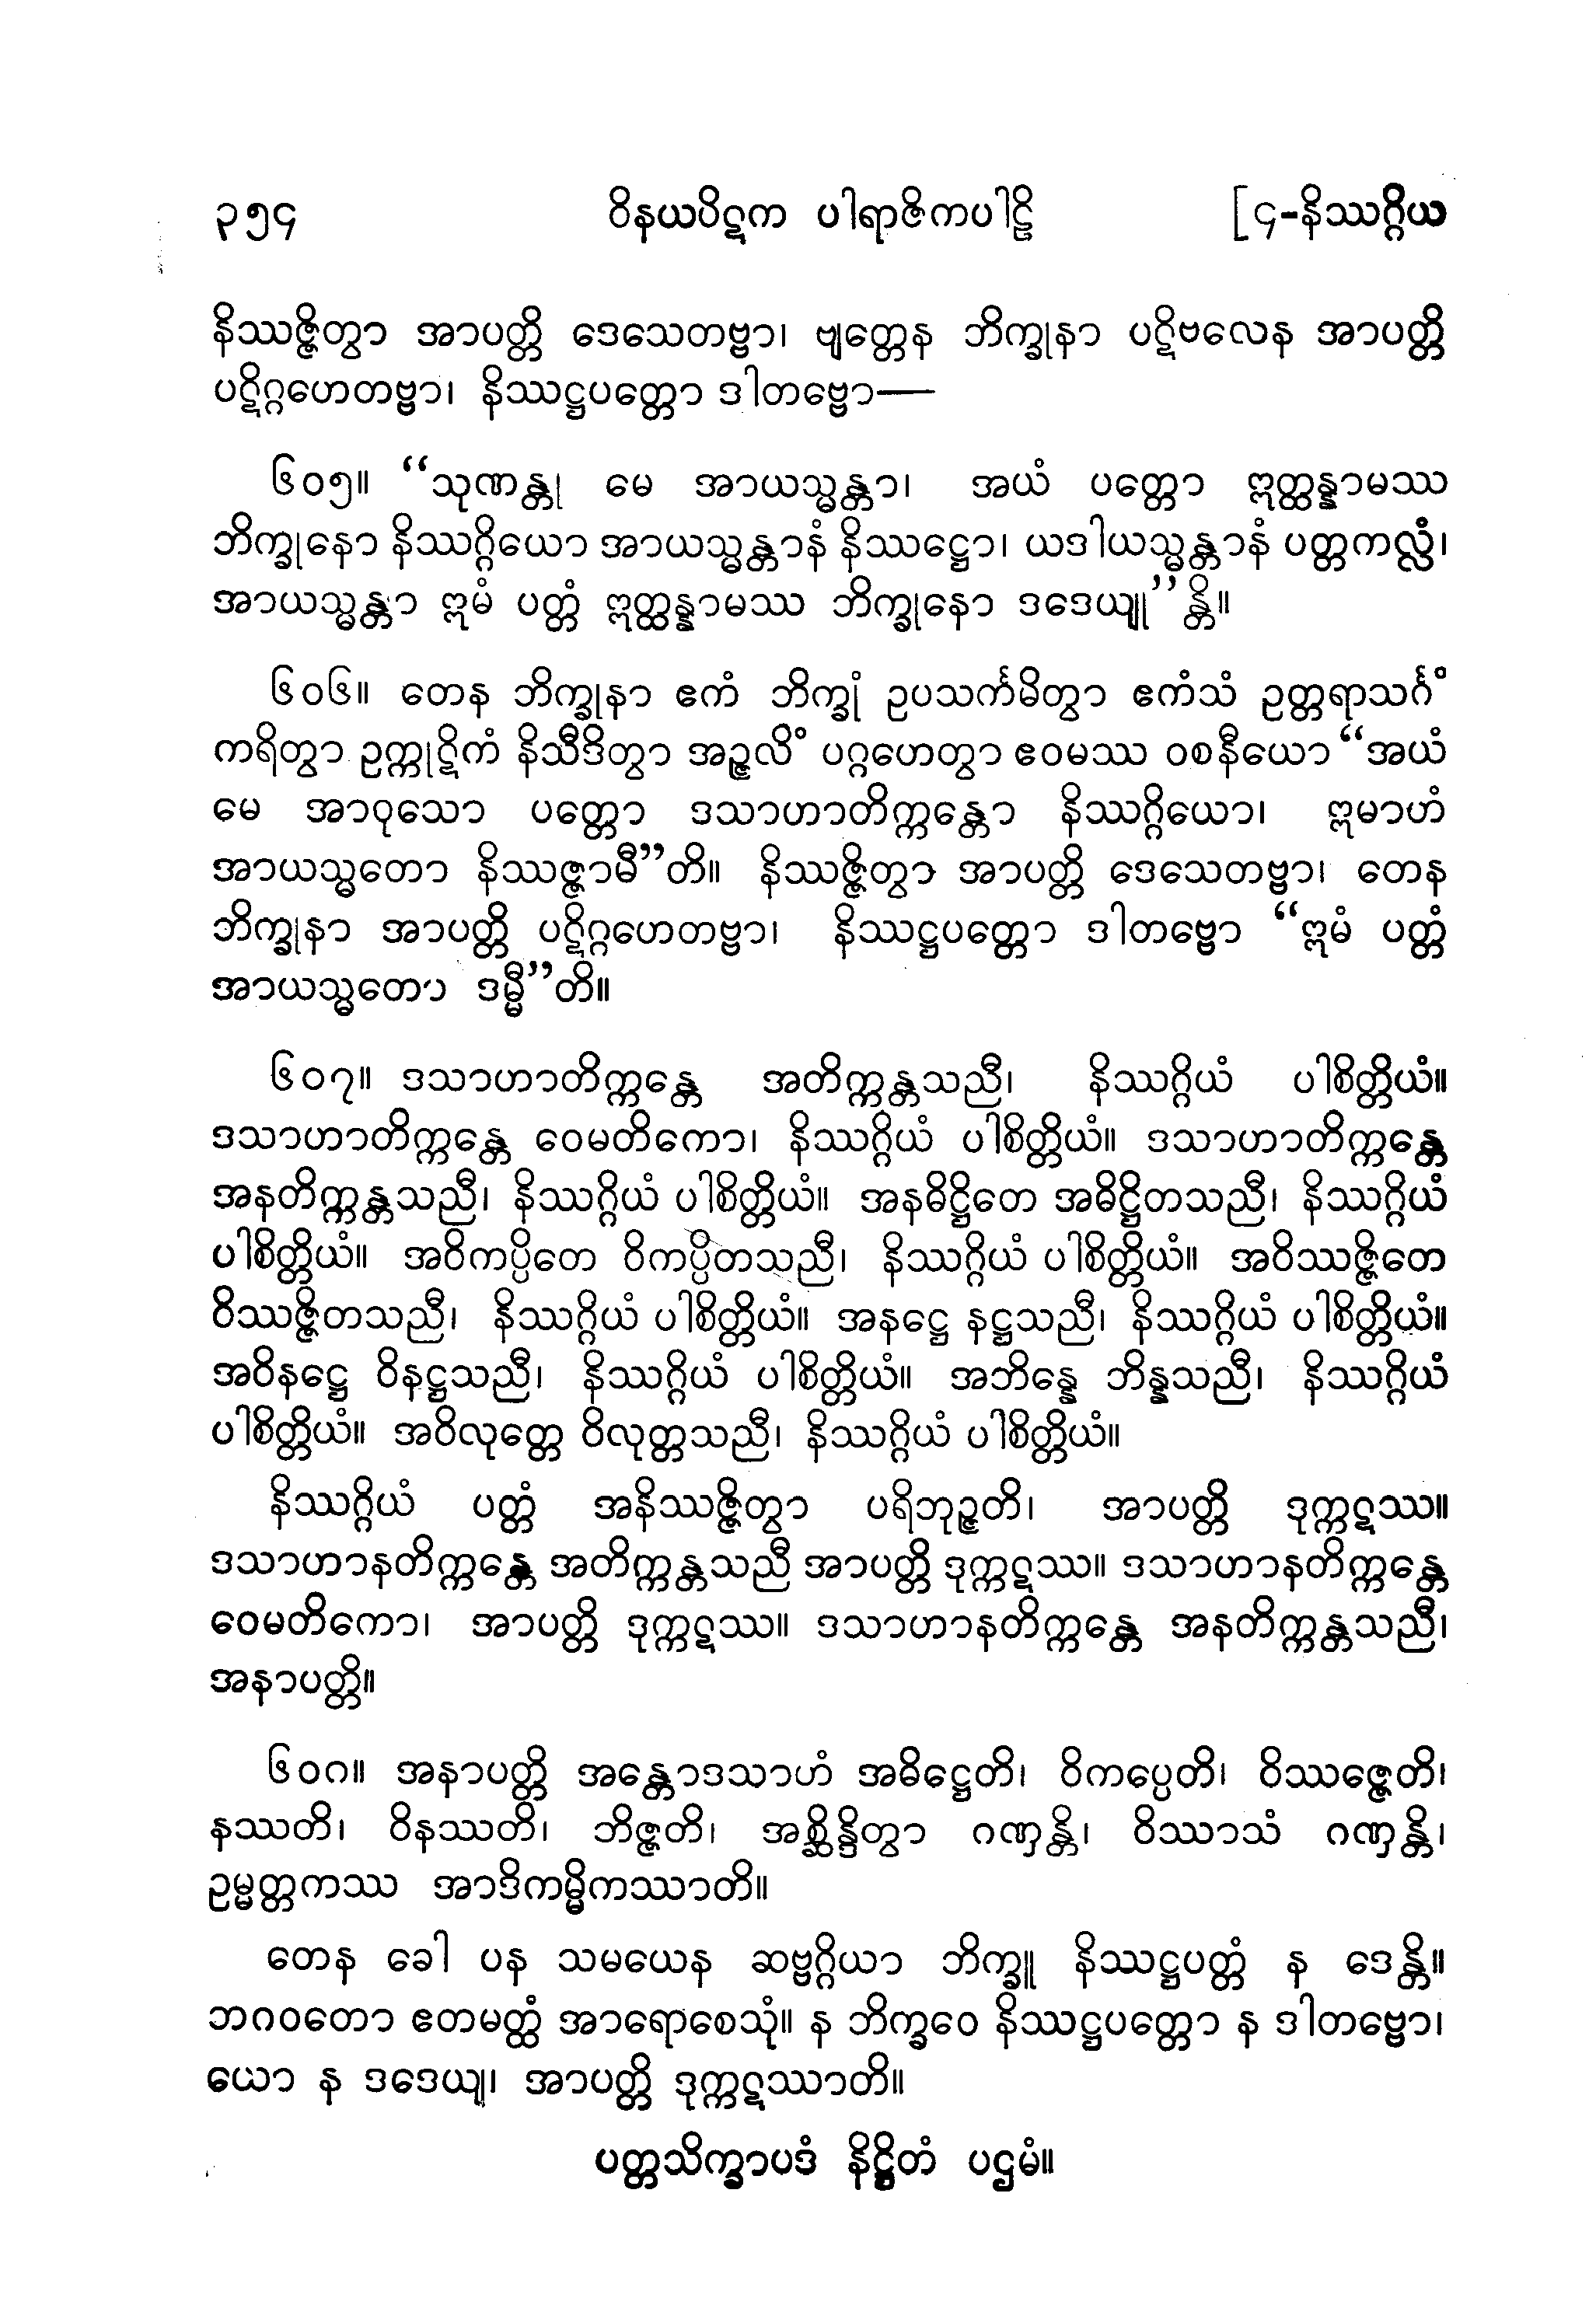 ၃၅၄ ဝိနယပိဋက ပါရာဇိကပါဠိ [၄-နိဿဂ္ဂိယ
နိဿဇ္ဇိတွာ အာပတ္တိ ဒေသေတဗ္ဗာ၊ ဗျတ္တေန ဘိက္ခုနာ ပဋိဗလေန အာပတ္တိ
ပဋိဂ္ဂဟေတဗ္ဗာ၊ နိဿဋ္ဌပတ္တော ဒါတဗ္ဗော—
၆၀၅။ “သုဏန္တု မေ အာယသ္မန္တာ၊ အယံ ပတ္တော ဣတ္ထန္နာမဿ
ဘိက္ခုနော နိဿဂ္ဂိယော အာယသ္မန္တာနံ နိဿဋ္ဌော၊ ယဒါယသ္မန္တာနံ ပတ္တကလ္လံ၊
အာယသ္မန္တာ ဣမံ ပတ္တံ ဣတ္ထန္နာမဿ ဘိက္ခုနော ဒဒေယျု”န္တိ။
၆၀၆။ တေန ဘိက္ခုနာ ဧကံ ဘိက္ခုံ ဥပသင်္ကမိတွာ ဧကံသံ ဥတ္တရာသင်္ဂံ
ကရိတွာ ဥက္ကုဋိကံ နိသီဒိတွာ အဉ္ဇလိံ ပဂ္ဂဟေတွာ ဧဝမဿ ဝစနီယော “အယံ
မေ အာဝုသော ပတ္တော ဒသာဟာတိက္ကန္တော နိဿဂ္ဂိယော၊ ဣမာဟံ
အာယသ္မတော နိဿဇ္ဇာမီ”တိ။ နိဿဇ္ဇိတွာ အာပတ္တိ ဒေသေတဗ္ဗာ၊ တေန
ဘိက္ခုနာ အာပတ္တိ ပဋိဂ္ဂဟေတဗ္ဗာ၊ နိဿဋ္ဌပတ္တော ဒါတဗ္ဗော “ဣမံ ပတ္တံ
အာယသ္မတော ဒမ္မီ”တိ။
၆၀၇။ ဒသာဟာတိက္ကန္တေ အတိက္ကန္တသညီ၊ နိဿဂ္ဂိယံ ပါစိတ္တိယံ။
ဒသာဟာတိက္ကန္တေ ဝေမတိကော၊ နိဿဂ္ဂိယံ ပါစိတ္တိယံ။ ဒသာဟာတိက္ကန္တေ
အနတိက္ကန္တသညီ၊ နိဿဂ္ဂိယံ ပါစိတ္တိယံ။ အနဓိဋ္ဌိတေ အဓိဋ္ဌိတသညီ၊ နိဿဂ္ဂိယံ
ပါစိတ္တိယံ။ အဝိကပ္ပိတေ ဝိကပ္ပိတသညီ၊ နိဿဂ္ဂိယံ ပါစိတ္တိယံ။ အဝိဿဇ္ဇိတေ
ဝိဿဇ္ဇိတသညီ၊ နိဿဂ္ဂိယံ ပါစိတ္တိယံ။ အနဋ္ဌေ နဋ္ဌသညီ၊ နိဿဂ္ဂိယံ ပါစိတ္တိယံ။
အဝိနဋ္ဌေ ဝိနဋ္ဌသညီ၊ နိဿဂ္ဂိယံ ပါစိတ္တိယံ။ အဘိန္နေ ဘိန္နသညီ၊ နိဿဂ္ဂိယံ
ပါစိတ္တိယံ။ အဝိလုတ္တေ ဝိလုတ္တသညီ၊ နိဿဂ္ဂိယံ ပါစိတ္တိယံ။
နိဿဂ္ဂိယံ ပတ္တံ အနိဿဇ္ဇိတွာ ပရိဘုဉ္ဇတိ၊ အာပတ္တိ ဒုက္ကဋဿ။
ဒသာဟာနတိက္ကန္တေ အတိက္ကန္တသညီ အာပတ္တိ ဒုက္ကဋဿ။ ဒသာဟာနတိက္ကန္တေ
ဝေမတိကော၊ အာပတ္တိ ဒုက္ကဋဿ။ ဒသာဟာနတိက္ကန္တေ အနတိက္ကန္တသညီ၊
အနာပတ္တိ။
၆၀၈။ အနာပတ္တိ အန္တောဒသာဟံ အဓိဋ္ဌေတိ၊ ဝိကပ္ပေတိ၊ ဝိဿဇ္ဇေတိ၊
နဿတိ၊ ဝိနဿတိ၊ ဘိဇ္ဇတိ၊ အစ္ဆိန္ဒိတွာ ဂဏှန္တိ၊ ဝိဿာသံ ဂဏှန္တိ၊
ဥမ္မတ္တကဿ အာဒိကမ္မိကဿာတိ။
တေန ခေါ ပန သမယေန ဆဗ္ဗဂ္ဂိယာ ဘိက္ခူ နိဿဋ္ဌပတ္တံ န ဒေန္တိ။
ဘဂဝတော ဧတမတ္ထံ အာရောစေသုံ။ န ဘိက္ခဝေ နိဿဋ္ဌပတ္တော န ဒါတဗ္ဗော၊
ယော န ဒဒေယျ၊ အာပတ္တိ ဒုက္ကဋဿာတိ။
ပတ္တသိက္ခာပဒံ နိဋ္ဌိတံ ပဌမံ။